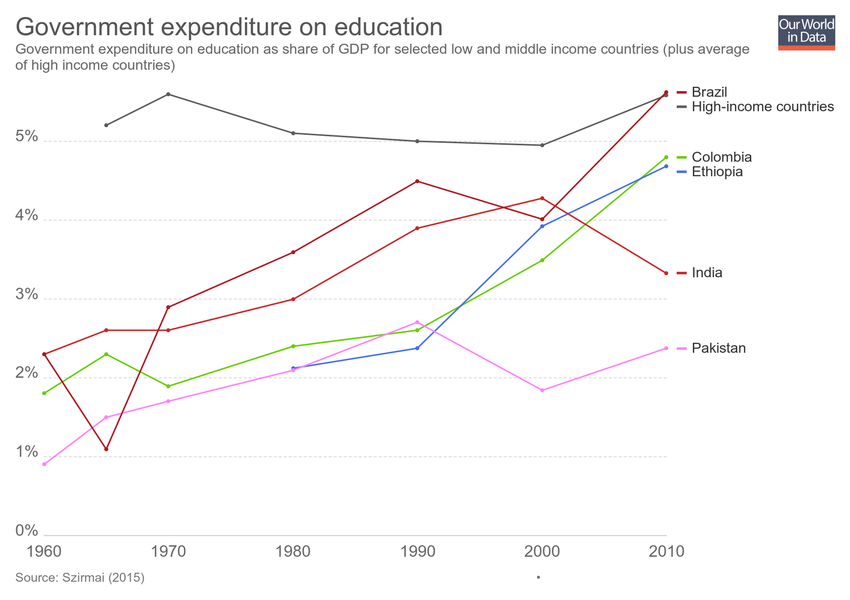 Government expenditure on education
Our World
in Data
Government expenditure on education as share of GDP for selected low and middle income countries (plus average
of high income countries)
Brazil
High-income countries
5%
Colombia
Ethiopia
4%
India
3%
Pakistan
2%
1%
0%
1960 1970 1980 1990 2000 2010
Source: Szirmai (2015)